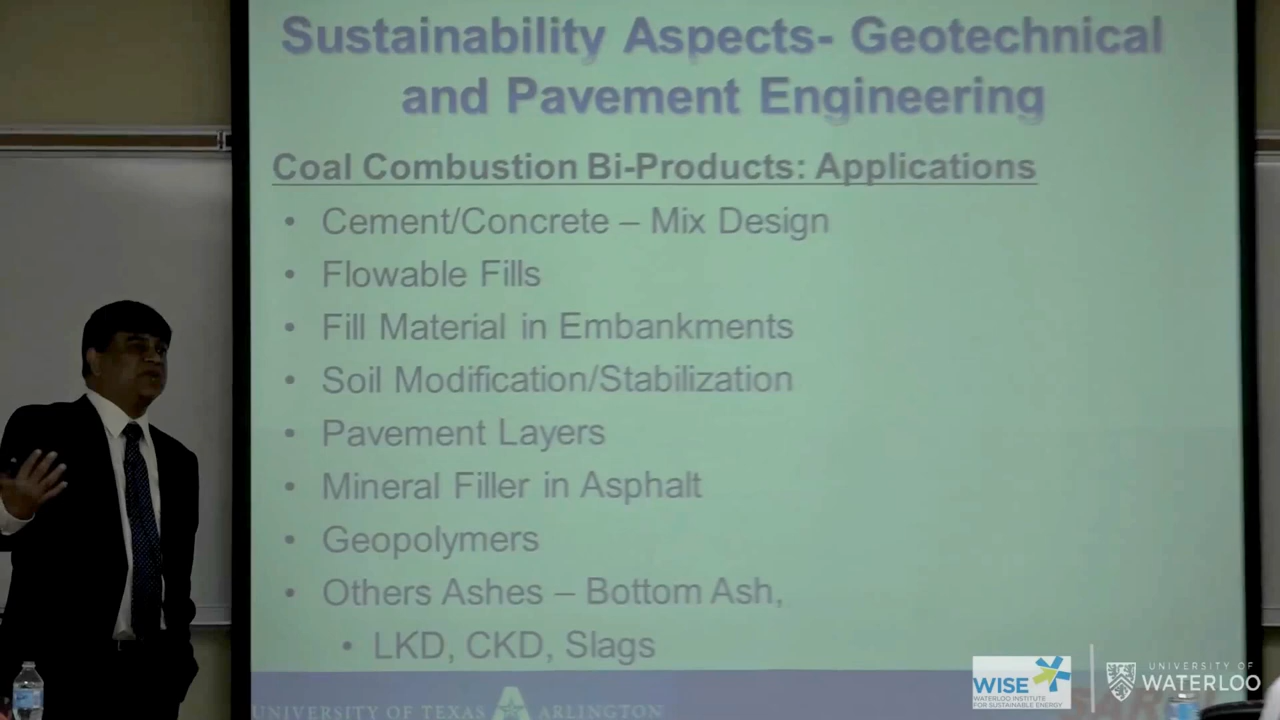 Sustainability Aspects- Geotechnical
and Pavement Engineering
Coal Combustion Bi-Products: Applications
• Cement/Concrete – Mix Design
• Flowable Fills
• Fill Material in Embankments
• Soil Modification/Stabilization
• Pavement Layers
• Mineral Filler in Asphalt
• Geopolymers
• Others Ashes – Bottom Ash,
• LKD, CKD, Slags
UNIVERSITY OF TEXAS ARLINGTON
WISE
WATERLOO INSTITUTE
FOR SUSTAINABLE ENERGY
UNIVERSITY OF
WATERLOO